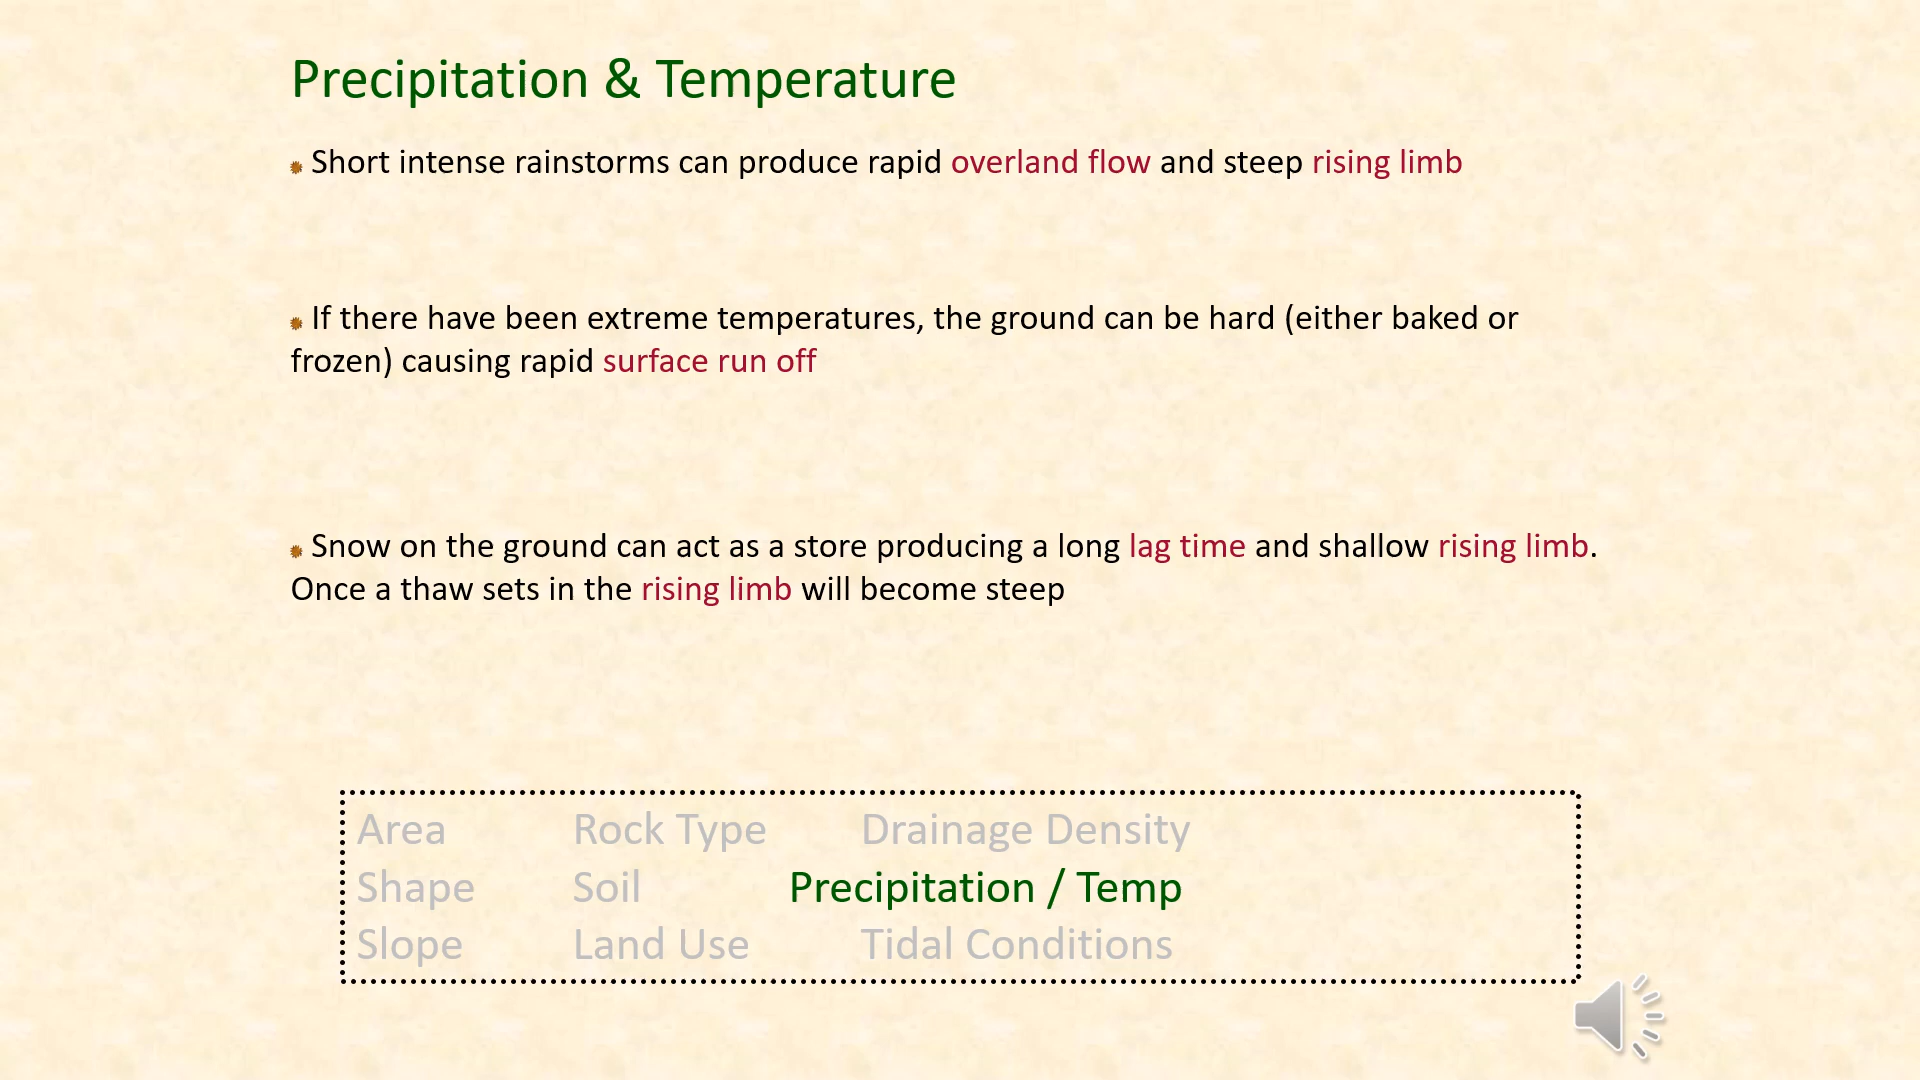 Precipitation & Temperature
Short intense rainstorms can produce rapid overland flow and steep rising limb
If there have been extreme temperatures, the ground can be hard (either baked or
frozen) causing rapid surface run off
Snow on the ground can act as a store producing a long lag time and shallow rising limb.
Once a thaw sets in the rising limb will become steep
Area Rock Type Drainage Density
Shape Soil Precipitation / Temp
Slope Land Use Tidal Conditions